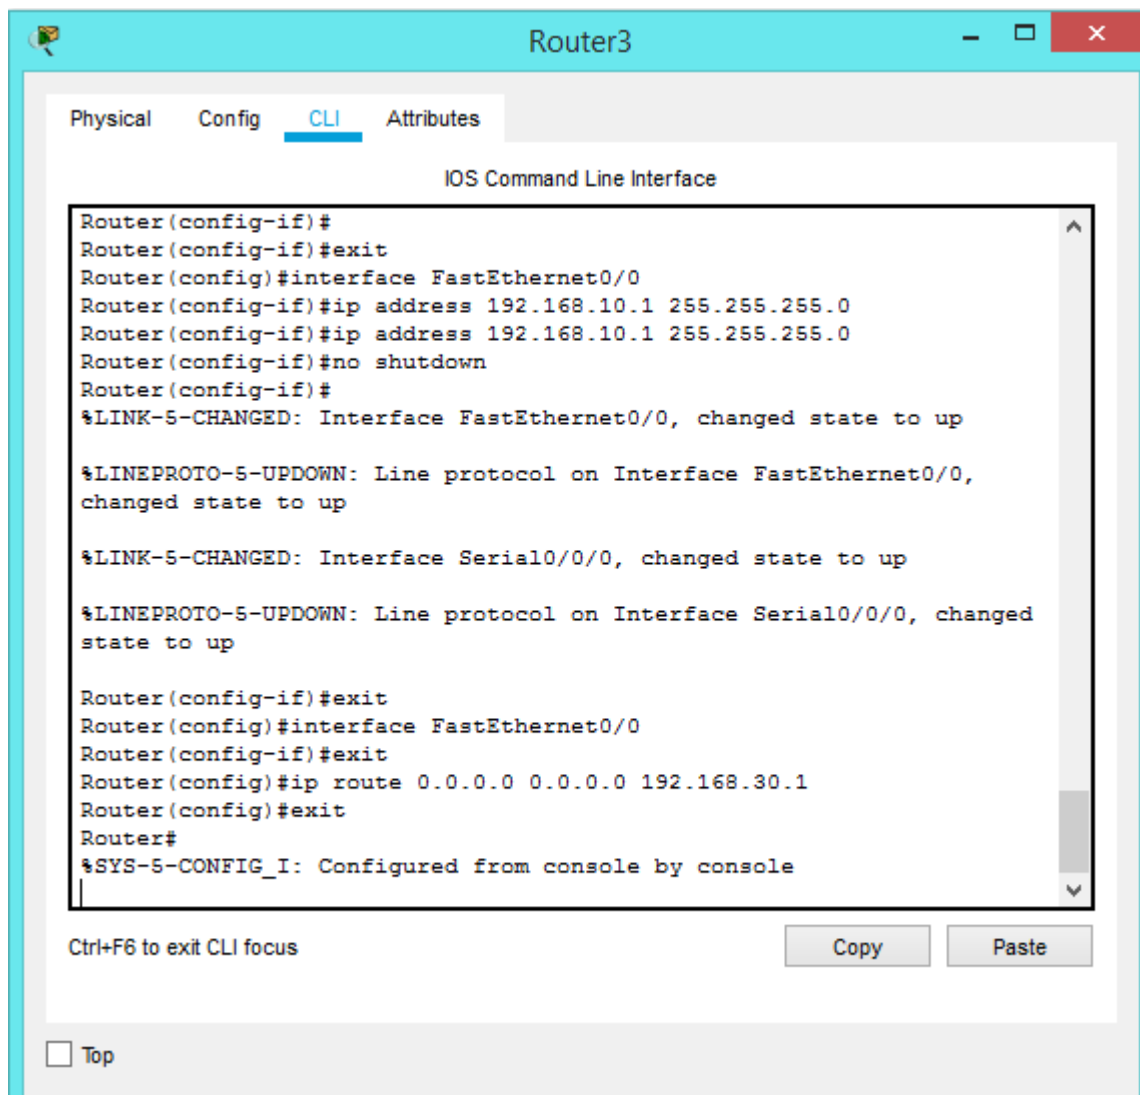 Router3
Physical Config CLI Attributes
IOS Command Line Interface
Router(config-if)#
Router(config-if)#exit
Router(config)#interface FastEthernet0/0
Router(config-if)#ip address 192.168.10.1 255.255.255.0
Router(config-if)#ip address 192.168.10.1 255.255.255.0
Router(config-if)#no shutdown
Router(config-if)#
%LINK-5-CHANGED: Interface FastEthernet0/0, changed state to up
%LINEPROTO-5-UPDOWN: Line protocol on Interface FastEthernet0/0,
changed state to up
%LINK-5-CHANGED: Interface Serial0/0/0, changed state to up
%LINEPROTO-5-UPDOWN: Line protocol on Interface Serial0/0/0, changed
state to up
Router(config-if)#exit
Router(config)#interface FastEthernet0/0
Router(config-if)#exit
Router(config)#ip route 0.0.0.0 0.0.0.0 192.168.30.1
Router(config)#exit
Router#
%SYS-5-CONFIG_I: Configured from console by console
Ctrl+F6 to exit CLI focus
Copy Paste
Top